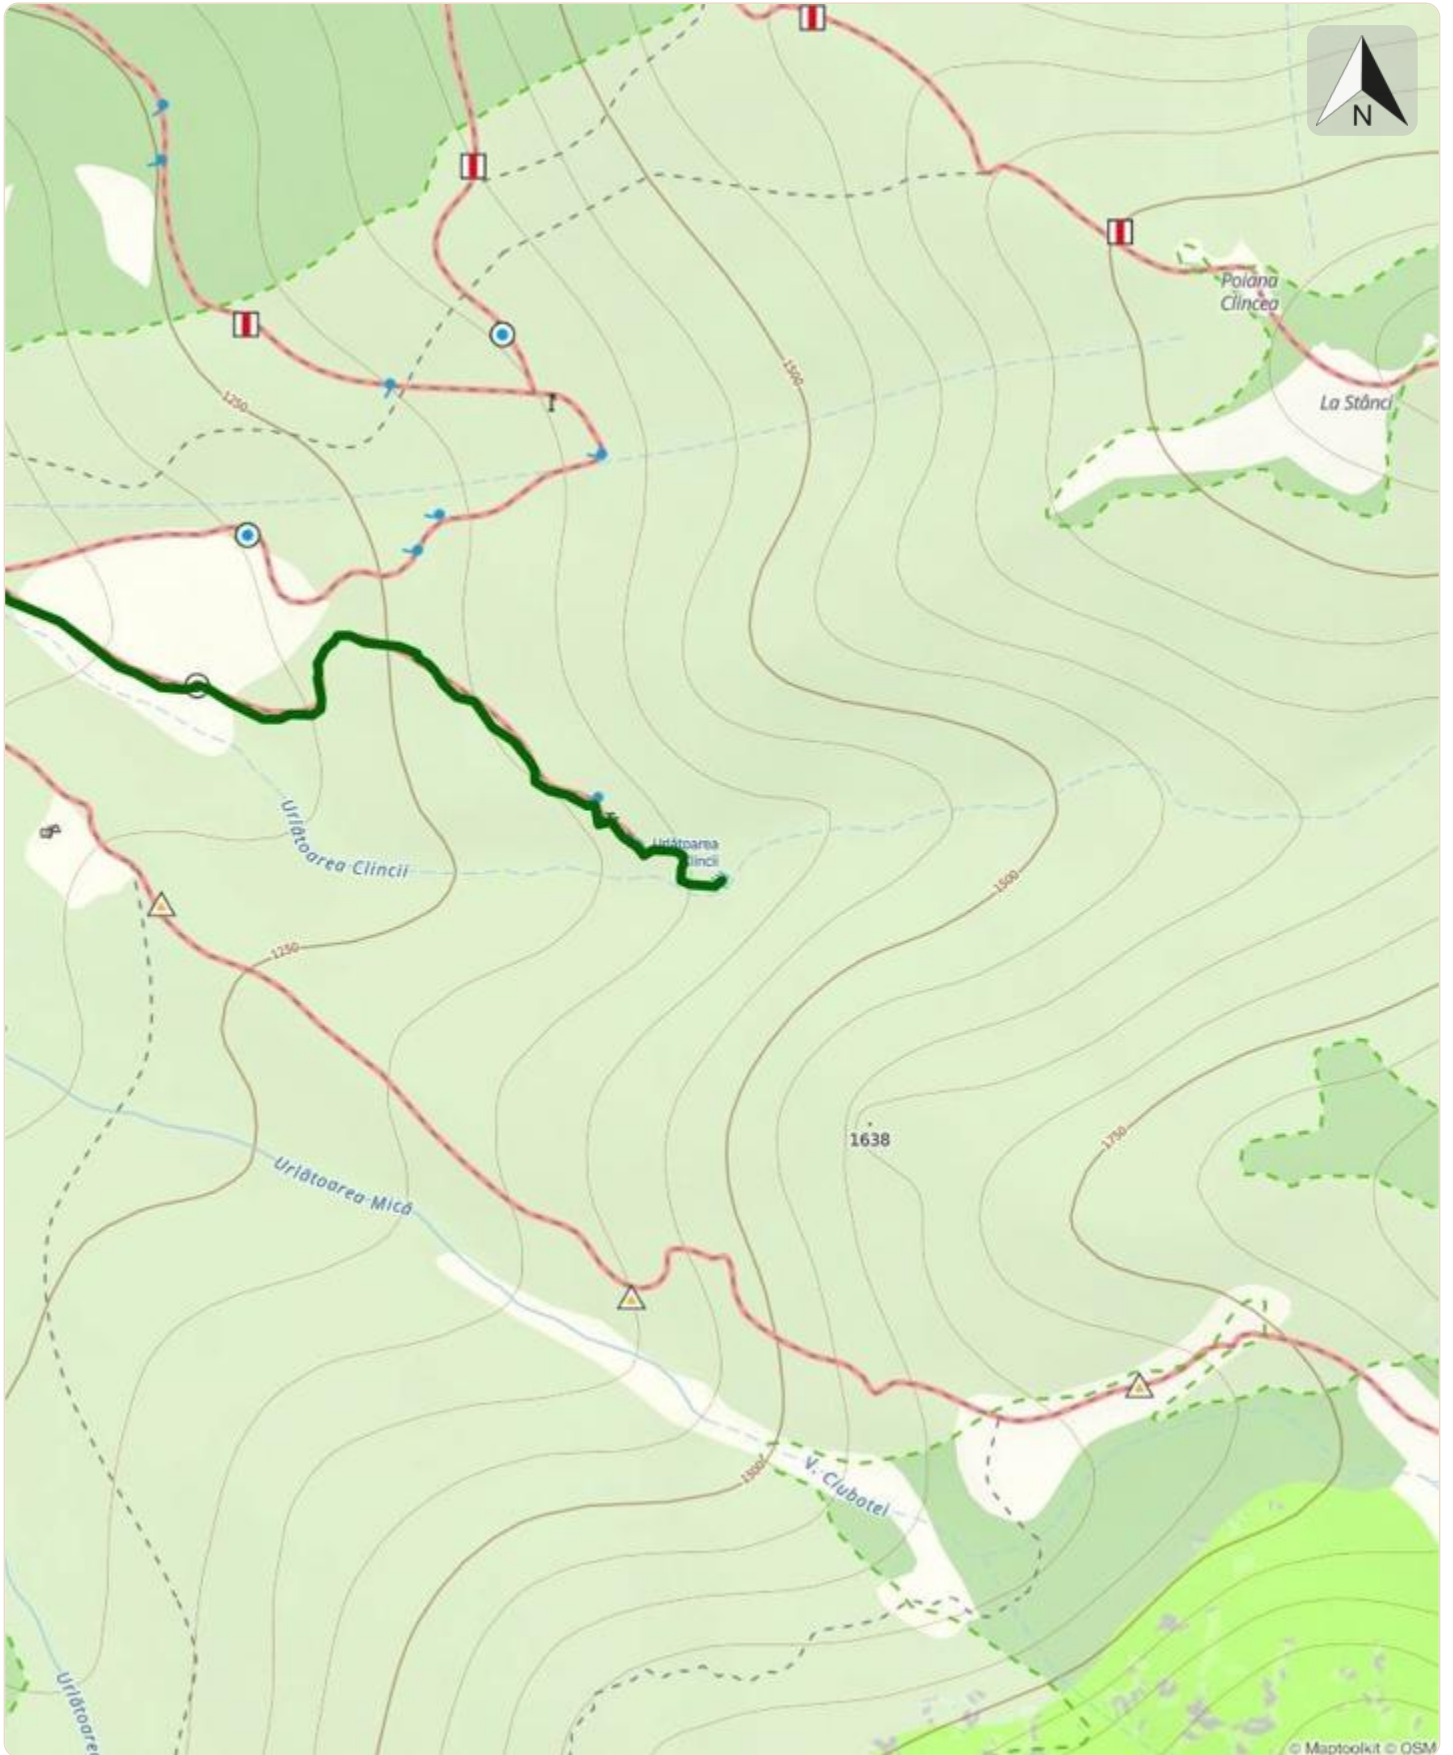 N
Poiana
Clincea
1500
La Stânci
1250
Urlătoarea
Clincii
Urlătoarea Clincii
1500
1250
1750
1638
Urlătoarea Mică
V. Ciubotei
1500
Urlătoare
© Maptoolkit © OSM